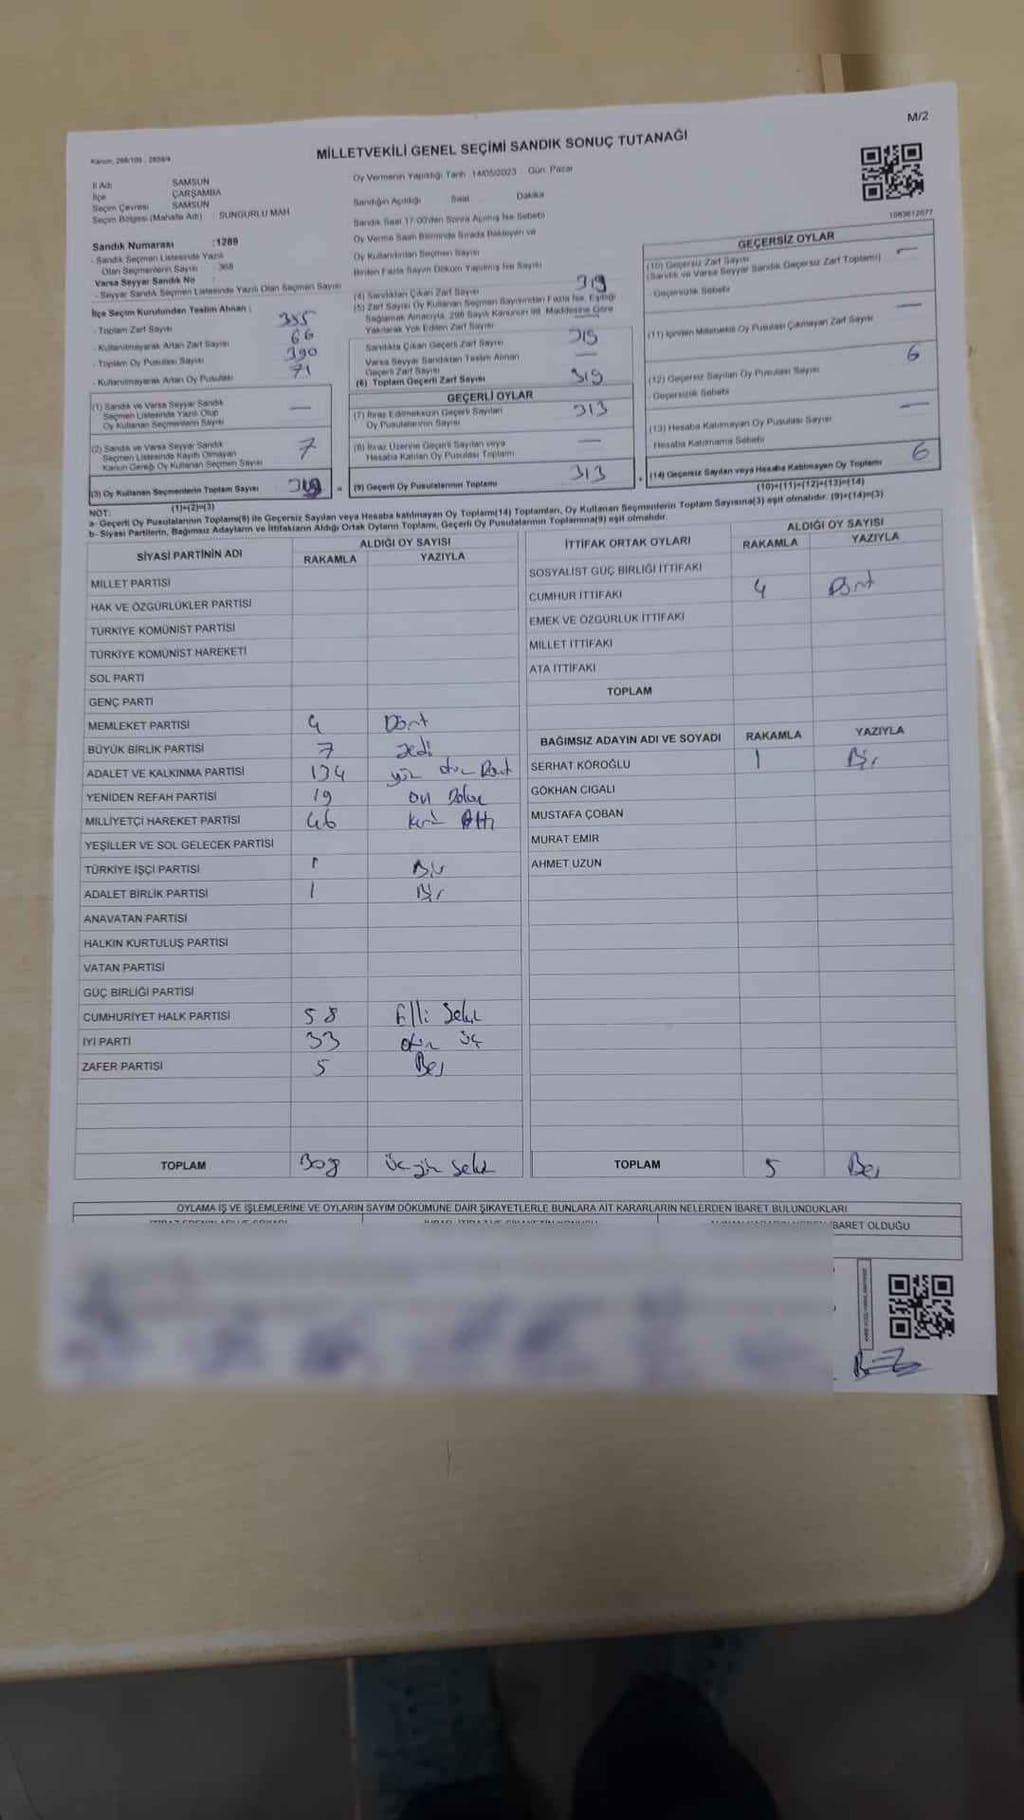 M/2
Kanun: 298/105 , 2839/4
MİLLETVEKİLİ GENEL SEÇİMİ SANDIK SONUÇ TUTANAĞI
İl Adı SAMSUN
İlçe ÇARŞAMBA
Seçim Çevresi SAMSUN
Seçim Bölgesi (Mahalle Adı) : SUNGURLU MAH
Sandık Numarası :1289
- Sandık Seçmen Listesinde Yazılı
Olan Seçmenlerin Sayısı : 368
Varsa Seyyar Sandık No
- Seyyar Sandık Seçmen Listesinde Yazılı Olan Seçmen Sayısı
İlçe Seçim Kurulundan Teslim Alınan :
- Toplam Zarf Sayısı 385
- Kullanılmayarak Artan Zarf Sayısı 66
- Toplam Oy Pusulası Sayısı 390
- Kullanılmayarak Artan Oy Pusulası 71
(1) Sandık ve Varsa Seyyar Sandık
Seçmen Listesinde Yazılı Olup
Oy Kullanan Seçmenlerin Sayısı —
(2) Sandık ve Varsa Seyyar Sandık
Seçmen Listesinde Kayıtlı Olmayan
Kanun Gereği Oy Kullanan Seçmen Sayısı 7
(3) Oy Kullanan Seçmenlerin Toplam Sayısı 319
(1)+(2)=(3)
Oy Vermenin Yapıldığı Tarih : 14/05/2023 Gün: Pazar
Sandığın Açıldığı Saat Dakika
Sandık Saat 17:00'den Sonra Açılmış İse Sebebi
Oy Verme Saati Bitiminde Sırada Bekleyen ve
Oy Kullandırılan Seçmen Sayısı
Birden Fazla Sayım Döküm Yapılmış İse Sayısı
(4) Sandıktan Çıkan Zarf Sayısı 319
(5) Zarf Sayısı Oy Kullanan Seçmen Sayısından Fazla İse, Eşitliği
Sağlamak Amacıyla, 298 Sayılı Kanunun 98. Maddesine Göre
Yakılarak Yok Edilen Zarf Sayısı —
Sandıkta Çıkan Geçerli Zarf Sayısı 319
Varsa Seyyar Sandıktan Teslim Alınan
Geçerli Zarf Sayısı —
(6) Toplam Geçerli Zarf Sayısı 319
GEÇERLİ OYLAR
(7) İtiraz Edilmeksizin Geçerli Sayılan
Oy Pusulalarının Sayısı 313
(8) İtiraz Üzerine Geçerli Sayılan veya
Hesaba Katılan Oy Pusulası Toplamı —
(9) Geçerli Oy Pusulalarının Toplamı 313
1083612677
GEÇERSİZ OYLAR
(10) Geçersiz Zarf Sayısı
(Sandık ve Varsa Seyyar Sandık Geçersiz Zarf Toplamı) —
Geçersizlik Sebebi
(11) İçinden Milletvekili Oy Pusulası Çıkmayan Zarf Sayısı —
(12) Geçersiz Sayılan Oy Pusulası Sayısı 6
Geçersizlik Sebebi
(13) Hesaba Katılmayan Oy Pusulası Sayısı —
Hesaba Katılmama Sebebi
(14) Geçersiz Sayılan veya Hesaba Katılmayan Oy Toplamı 6
(10)+(11)+(12)+(13)=(14)
NOT:
a- Geçerli Oy Pusulalarının Toplamı(9) ile Geçersiz Sayılan veya Hesaba katılmayan Oy Toplamı(14) Toplamları, Oy Kullanan Seçmenlerin Toplam Sayısına(3) eşit olmalıdır. (9)+(14)=(3)
b- Siyasi Partilerin, Bağımsız Adayların ve İttifakların Aldığı Ortak Oyların Toplamı, Geçerli Oy Pusulalarının Toplamına(9) eşit olmalıdır.
SİYASİ PARTİNİN ADI ALDIĞI OY SAYISI
RAKAMLA YAZIYLA
MİLLET PARTİSİ
HAK VE ÖZGÜRLÜKLER PARTİSİ
TÜRKİYE KOMÜNİST PARTİSİ
TÜRKİYE KOMÜNİST HAREKETİ
SOL PARTİ
GENÇ PARTİ
MEMLEKET PARTİSİ 4 Dört
BÜYÜK BİRLİK PARTİSİ 7 Yedi
ADALET VE KALKINMA PARTİSİ 134 yüz otuz Dört
YENİDEN REFAH PARTİSİ 19 on Dokuz
MİLLİYETÇİ HAREKET PARTİSİ 46 Kırk Altı
YEŞİLLER VE SOL GELECEK PARTİSİ
TÜRKİYE İŞÇİ PARTİSİ 1 Bir
ADALET BİRLİK PARTİSİ 1 Bir
ANAVATAN PARTİSİ
HALKIN KURTULUŞ PARTİSİ
VATAN PARTİSİ
GÜÇ BİRLİĞİ PARTİSİ
CUMHURİYET HALK PARTİSİ 58 Elli Sekiz
İYİ PARTİ 33 otuz üç
ZAFER PARTİSİ 5 Beş
TOPLAM 308 üç yüz Sekiz
İTTİFAK ORTAK OYLARI ALDIĞI OY SAYISI
RAKAMLA YAZIYLA
SOSYALİST GÜÇ BİRLİĞİ İTTİFAKI
CUMHUR İTTİFAKI 4 Dört
EMEK VE ÖZGÜRLÜK İTTİFAKI
MİLLET İTTİFAKI
ATA İTTİFAKI
TOPLAM
BAĞIMSIZ ADAYIN ADI VE SOYADI RAKAMLA YAZIYLA
SERHAT KÖROĞLU 1 Bir
GÖKHAN CIGALI
MUSTAFA ÇOBAN
MURAT EMİR
AHMET UZUN
TOPLAM 5 Beş
OYLAMA İŞ VE İŞLEMLERİNE VE OYLARIN SAYIM DÖKÜMÜNE DAİR ŞİKAYETLERLE BUNLARA AİT KARARLARIN NELERDEN İBARET BULUNDUKLARI
İBARET OLDUĞU